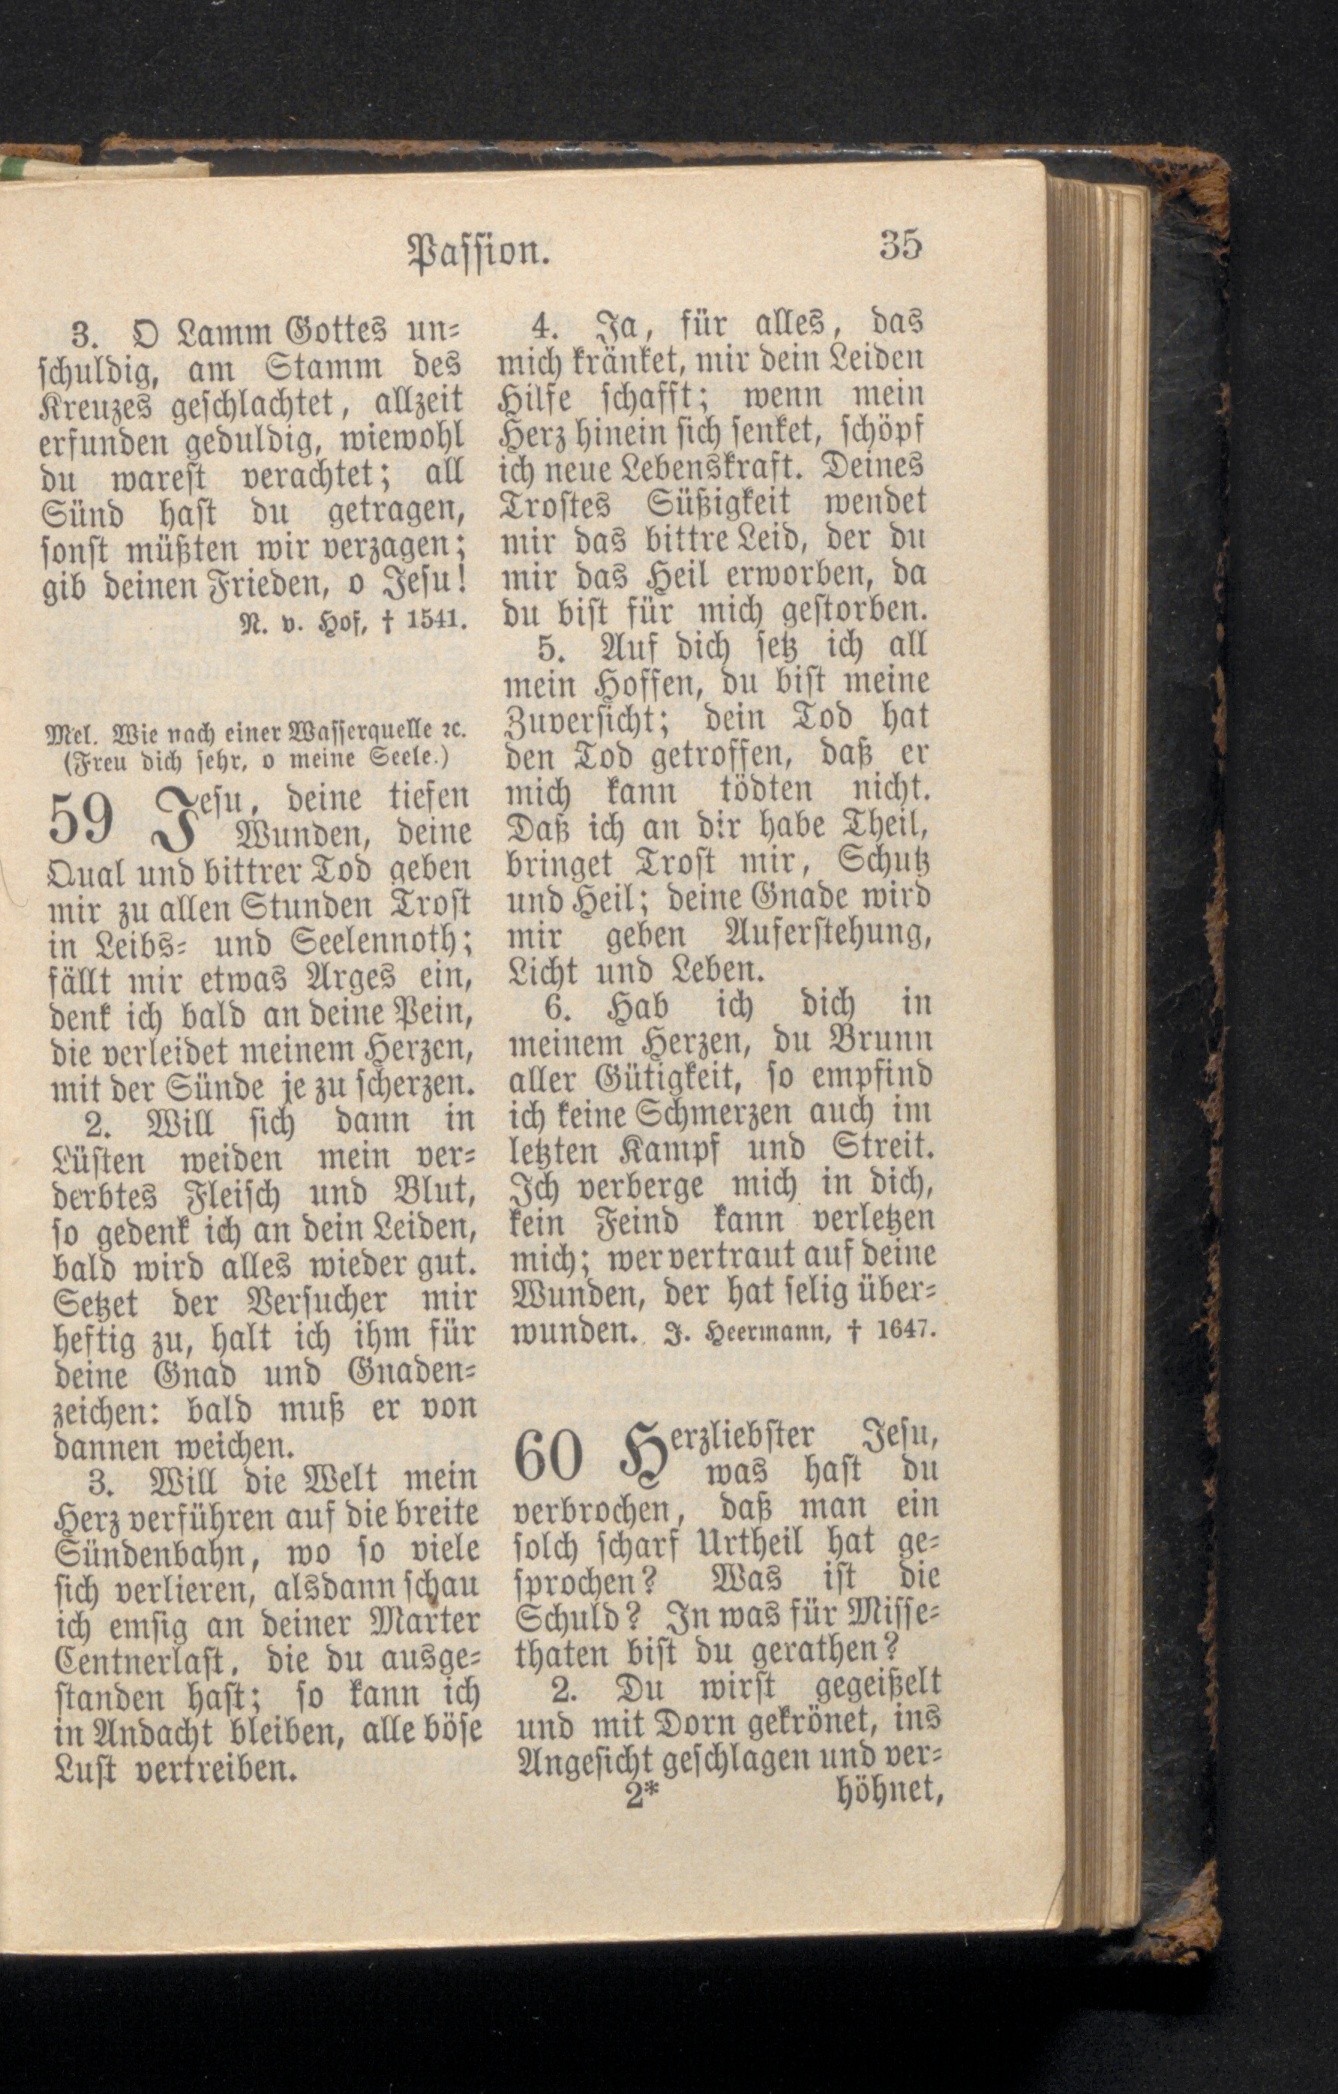 Passion. 35
3. O Lamm Gottes un-
schuldig, am Stamm des
Kreuzes geschlachtet, allzeit
erfunden geduldig, wiewohl
du warest verachtet; all
Sünd hast du getragen,
sonst müßten wir verzagen;
gib deinen Frieden, o Jesu!
N. v. Hof, † 1541.
Mel. Wie nach einer Wasserquelle ꝛc.
(Freu dich sehr, o meine Seele.)
59 Jesu, deine tiefen
Wunden, deine
Qual und bittrer Tod geben
mir zu allen Stunden Trost
in Leibs- und Seelennoth;
fällt mir etwas Arges ein,
denk ich bald an deine Pein,
die verleidet meinem Herzen,
mit der Sünde je zu scherzen.
2. Will sich dann in
Lüsten weiden mein ver-
derbtes Fleisch und Blut,
so gedenk ich an dein Leiden,
bald wird alles wieder gut.
Setzet der Versucher mir
heftig zu, halt ich ihm für
deine Gnad und Gnaden-
zeichen: bald muß er von
dannen weichen.
3. Will die Welt mein
Herz verführen auf die breite
Sündenbahn, wo so viele
sich verlieren, alsdann schau
ich emsig an deiner Marter
Centnerlast, die du ausge-
standen hast; so kann ich
in Andacht bleiben, alle böse
Lust vertreiben.
4. Ja, für alles, das
mich kränket, mir dein Leiden
Hilfe schafft; wenn mein
Herz hinein sich senket, schöpf
ich neue Lebenskraft. Deines
Trostes Süßigkeit wendet
mir das bittre Leid, der du
mir das Heil erworben, da
du bist für mich gestorben.
5. Auf dich setz ich all
mein Hoffen, du bist meine
Zuversicht; dein Tod hat
den Tod getroffen, daß er
mich kann tödten nicht.
Daß ich an dir habe Theil,
bringet Trost mir, Schutz
und Heil; deine Gnade wird
mir geben Auferstehung,
Licht und Leben.
6. Hab ich dich in
meinem Herzen, du Brunn
aller Gütigkeit, so empfind
ich keine Schmerzen auch im
letzten Kampf und Streit.
Ich verberge mich in dich,
kein Feind kann verletzen
mich; wer vertraut auf deine
Wunden, der hat selig über-
wunden. J. Heermann, † 1647.
60 Herzliebster Jesu,
was hast du
verbrochen, daß man ein
solch scharf Urtheil hat ge-
sprochen? Was ist die
Schuld? In was für Misse-
thaten bist du gerathen?
2. Du wirst gegeißelt
und mit Dorn gekrönet, ins
Angesicht geschlagen und ver-
2* höhnet,